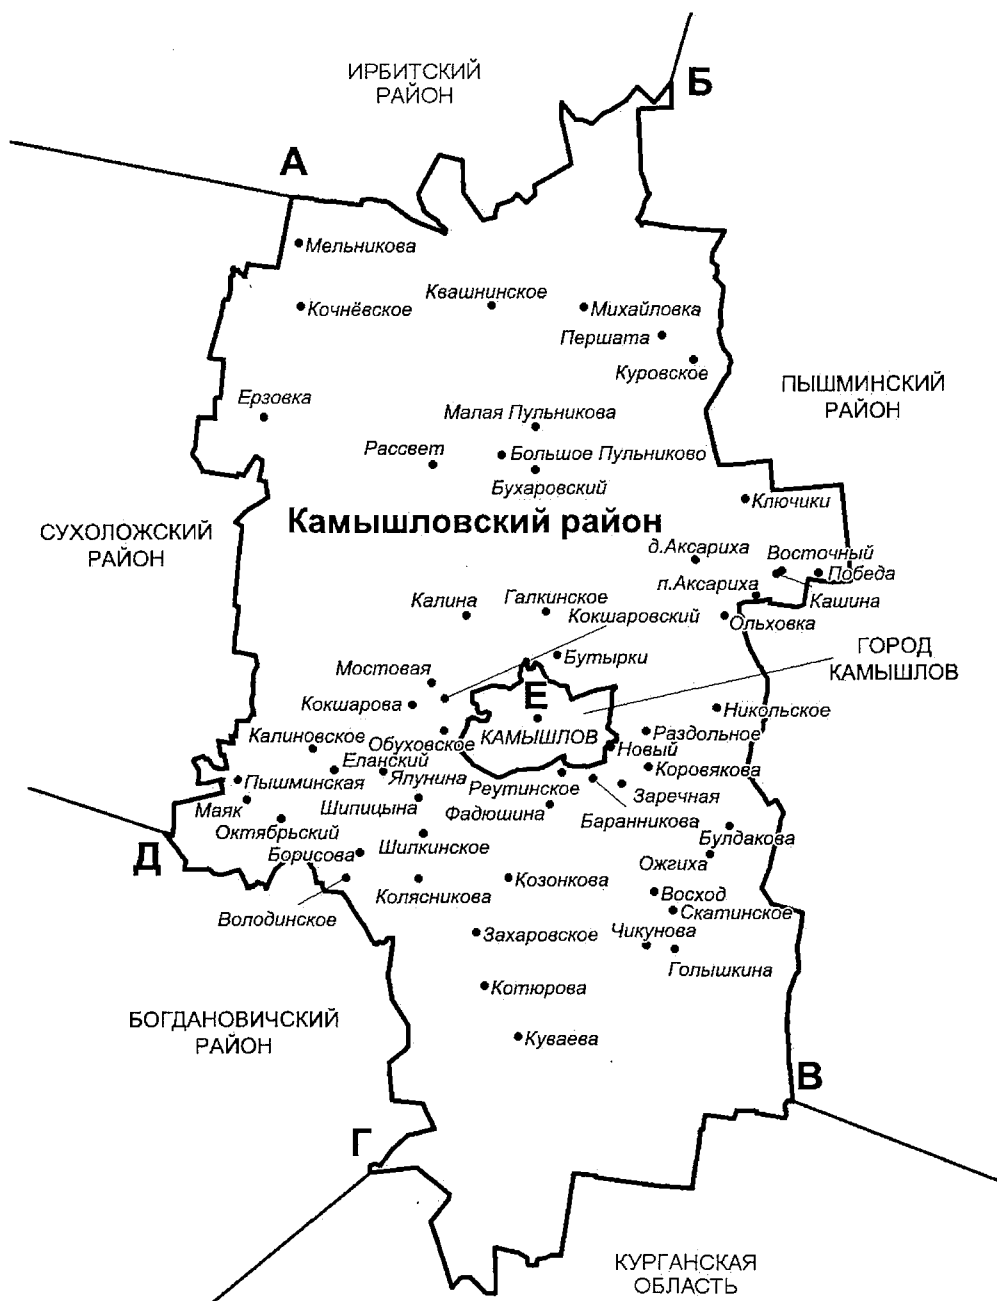 ИРБИТСКИЙ
РАЙОН
Б
А
Мельникова
Квашнинское
Кочнёвское
Михайловка
Першата
Куровское
ПЫШМИНСКИЙ
РАЙОН
Ерзовка
Малая Пульникова
Рассвет
Большое Пульниково
Бухаровский
Ключики
СУХОЛОЖСКИЙ
РАЙОН
Камышловский район
д.Аксариха
Восточный
Победа
п.Аксариха
Кашина
Калина
Галкинское
Кокшаровский
Ольховка
ГОРОД
КАМЫШЛОВ
Бутырки
Мостовая
Е
Кокшарова
Никольское
Калиновское
Обуховское
КАМЫШЛОВ
Раздольное
Новый
Еланский
Пышминская
Ялунина
Реутинское
Коровякова
Маяк
Шипицына
Фадюшина
Заречная
Октябрьский
Баранникова
Булдакова
Д
Борисова
Шилкинское
Ожгиха
Володинское
Колясникова
Козонкова
Восход
Скатинское
Захаровское
Чикунова
Голышкина
Котюрова
БОГДАНОВИЧСКИЙ
РАЙОН
Куваева
В
Г
КУРГАНСКАЯ
ОБЛАСТЬ